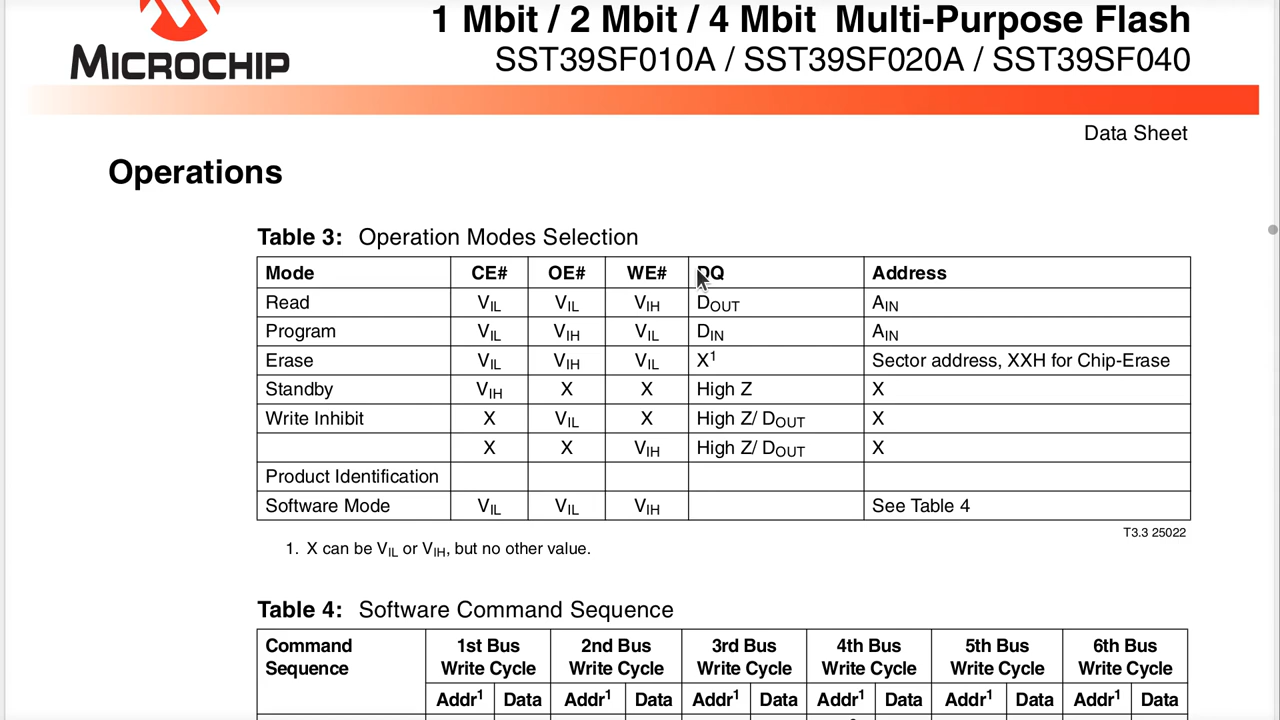 MICROCHIP
1 Mbit / 2 Mbit / 4 Mbit Multi-Purpose Flash
SST39SF010A / SST39SF020A / SST39SF040
Data Sheet
Operations
Table 3: Operation Modes Selection
Mode CE# OE# WE# DQ Address
Read VIL VIL VIH DOUT AIN
Program VIL VIH VIL DIN AIN
Erase VIL VIH VIL X1 Sector address, XXH for Chip-Erase
Standby VIH X X High Z X
Write Inhibit X VIL X High Z/ DOUT X
X X VIH High Z/ DOUT X
Product Identification
Software Mode VIL VIL VIH See Table 4
T3.3 25022
1. X can be VIL or VIH, but no other value.
Table 4: Software Command Sequence
Command Sequence 1st Bus Write Cycle 2nd Bus Write Cycle 3rd Bus Write Cycle 4th Bus Write Cycle 5th Bus Write Cycle 6th Bus Write Cycle
Addr1 Data Addr1 Data Addr1 Data Addr1 Data Addr1 Data Addr1 Data